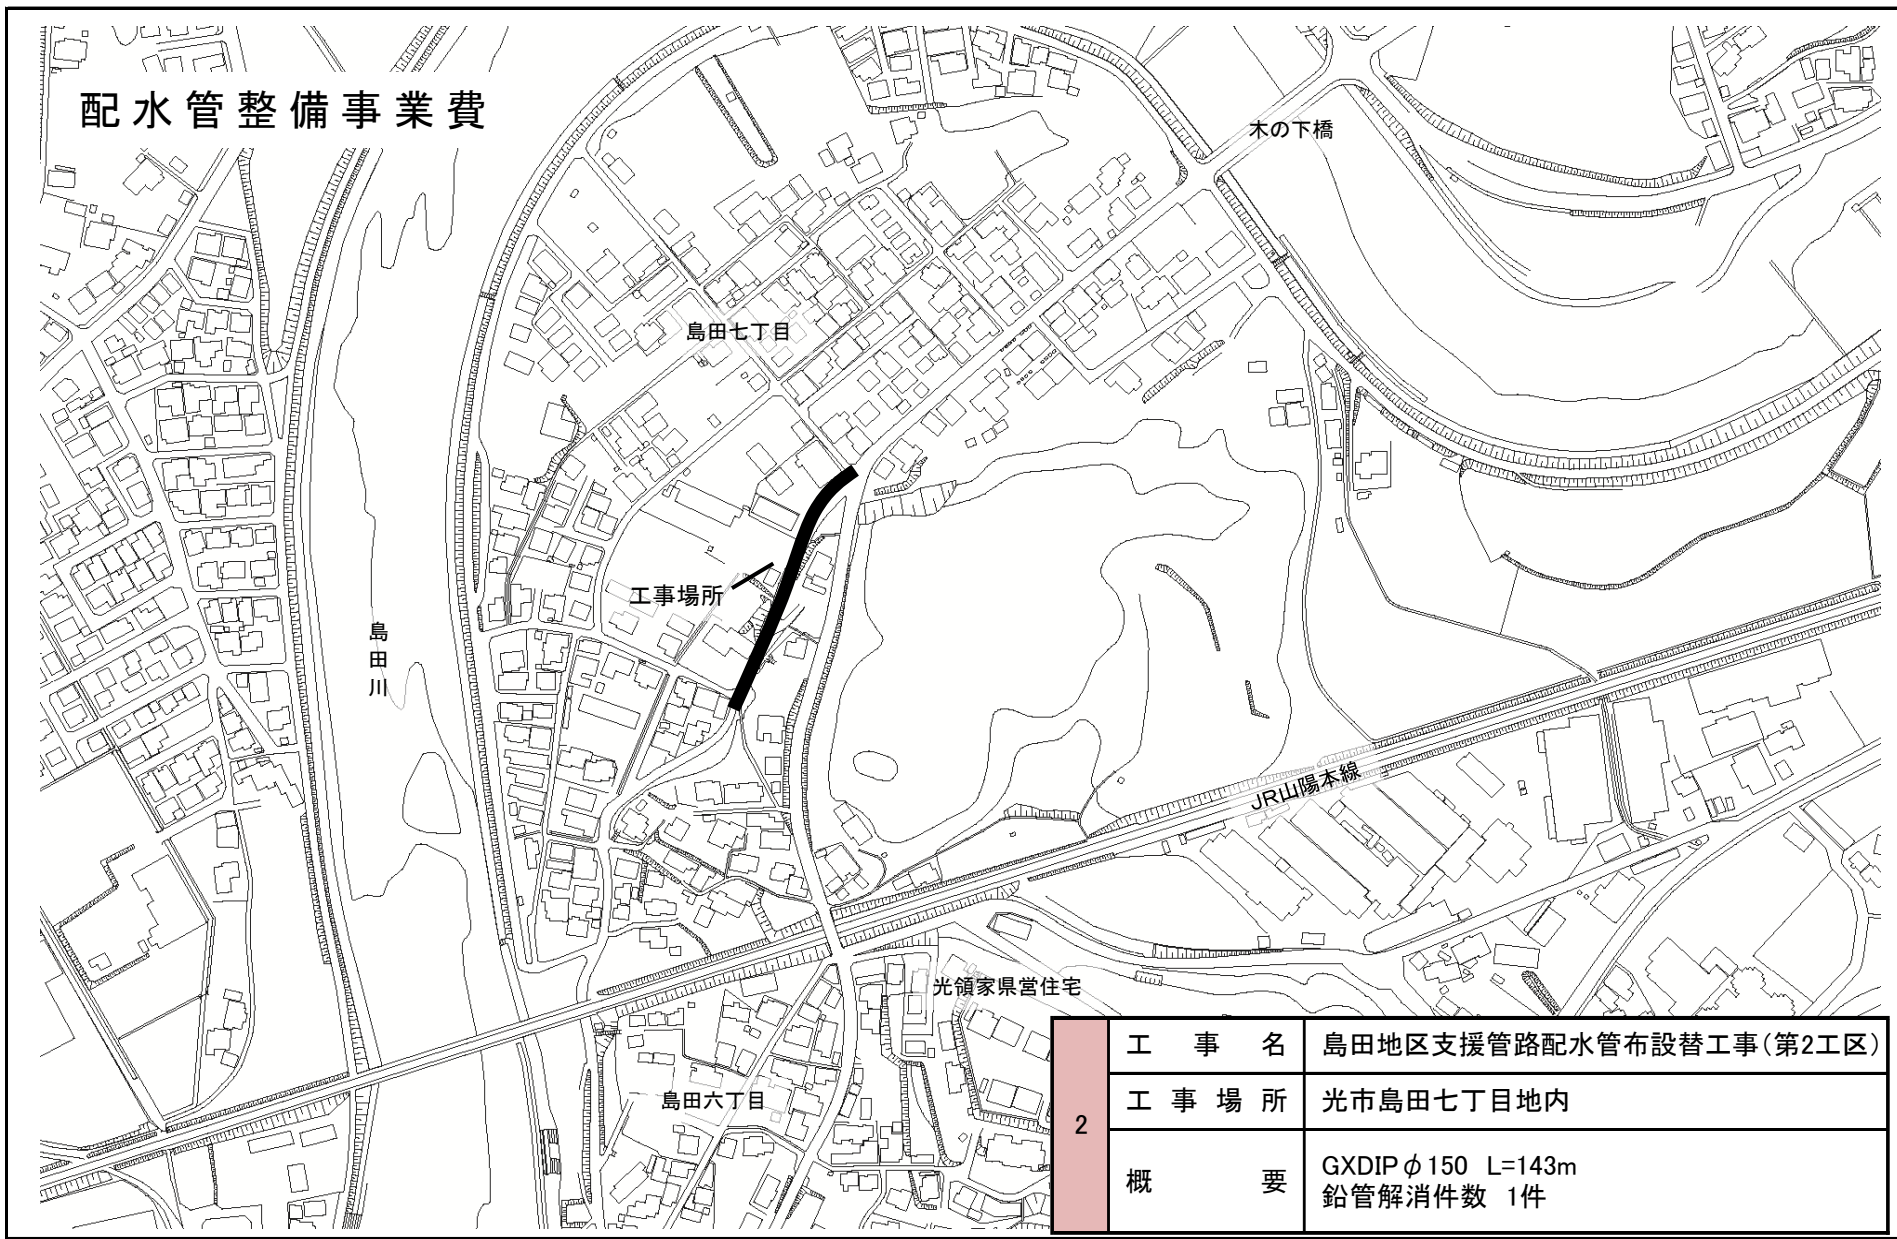 配水管整備事業費
木の下橋
島田七丁目
工事場所
島田川
JR山陽本線
光領家県営住宅
島田六丁目
2
工事名 島田地区支援管路配水管布設替工事(第2工区)
工事場所 光市島田七丁目地内
概要 GXDIPφ150 L=143m
鉛管解消件数 1件